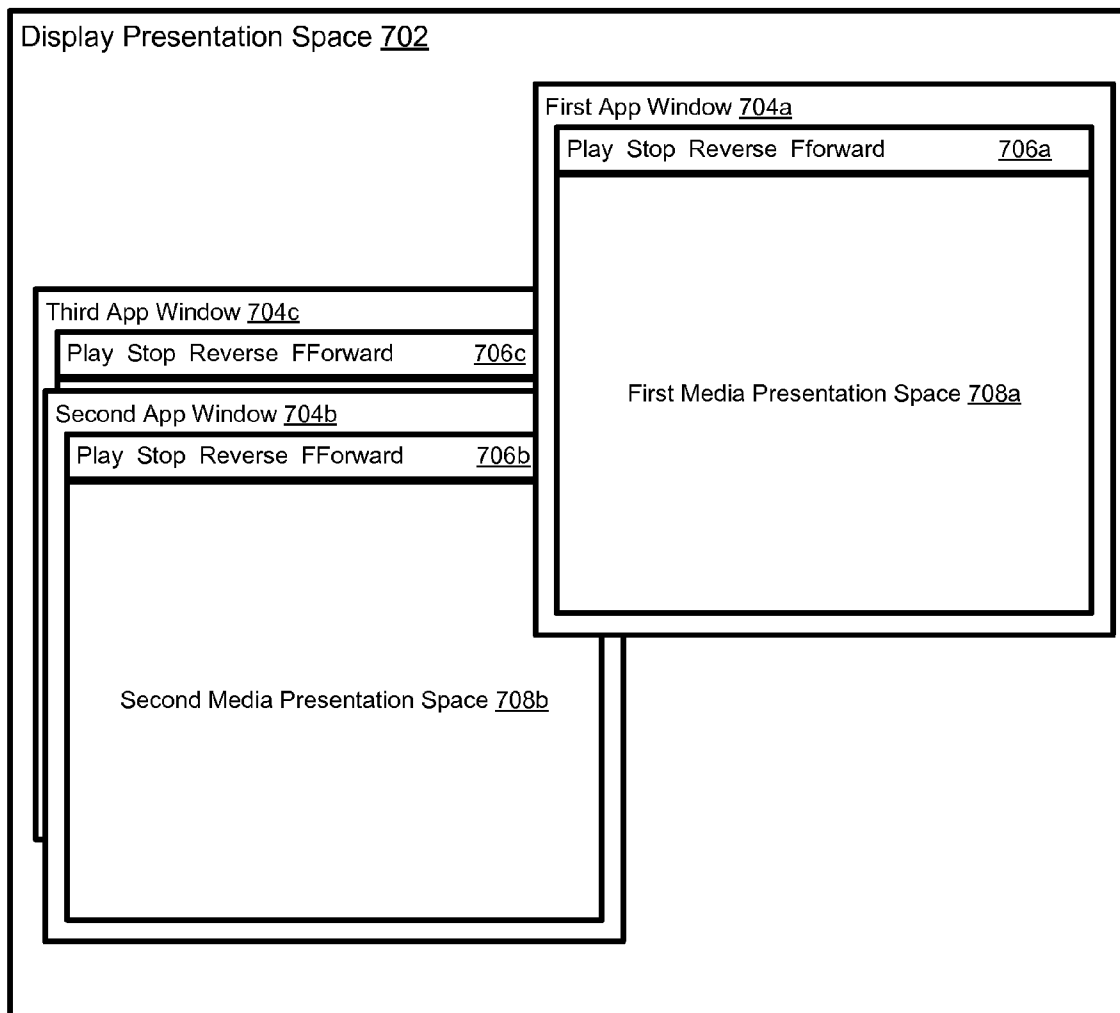 Display Presentation Space 702
First App Window 704a
Play Stop Reverse Fforward 706a
First Media Presentation Space 708a
Third App Window 704c
Play Stop Reverse FForward 706c
Second App Window 704b
Play Stop Reverse FForward 706b
Second Media Presentation Space 708b